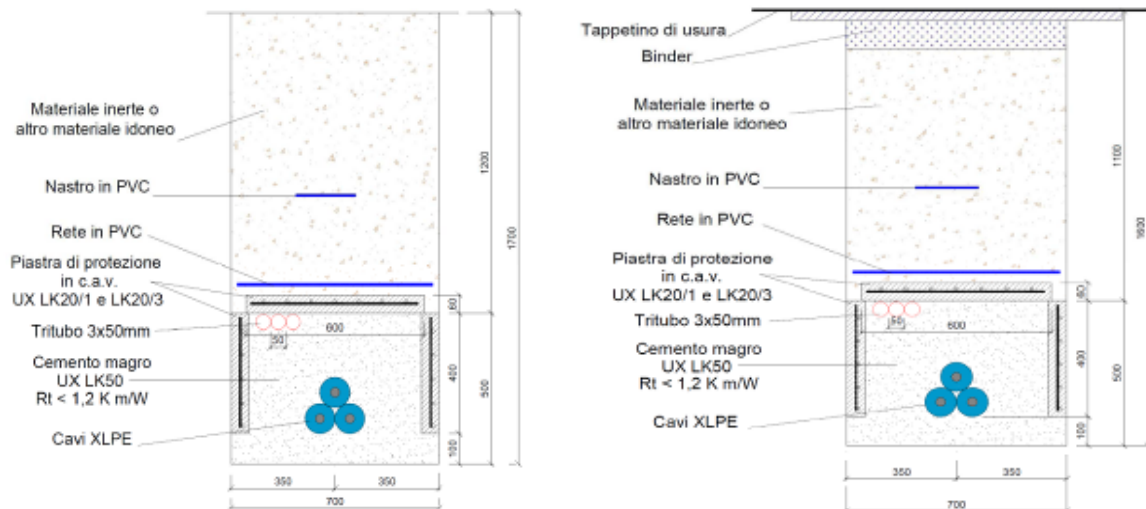 Materiale inerte o
altro materiale idoneo
Nastro in PVC
Rete in PVC
Piastra di protezione
in c.a.v.
UX LK20/1 e LK20/3
Tritubo 3x50mm
Cemento magro
UX LK50
Rt < 1,2 K m/W
Cavi XLPE
50
600
60
400
100
1200
500
1700
350
350
700
Tappetino di usura
Binder
Materiale inerte o
altro materiale idoneo
Nastro in PVC
Rete in PVC
Piastra di protezione
in c.a.v.
UX LK20/1 e LK20/3
Tritubo 3x50mm
Cemento magro
UX LK50
Rt < 1,2 K m/W
Cavi XLPE
50
600
60
400
100
1100
500
1600
350
350
700